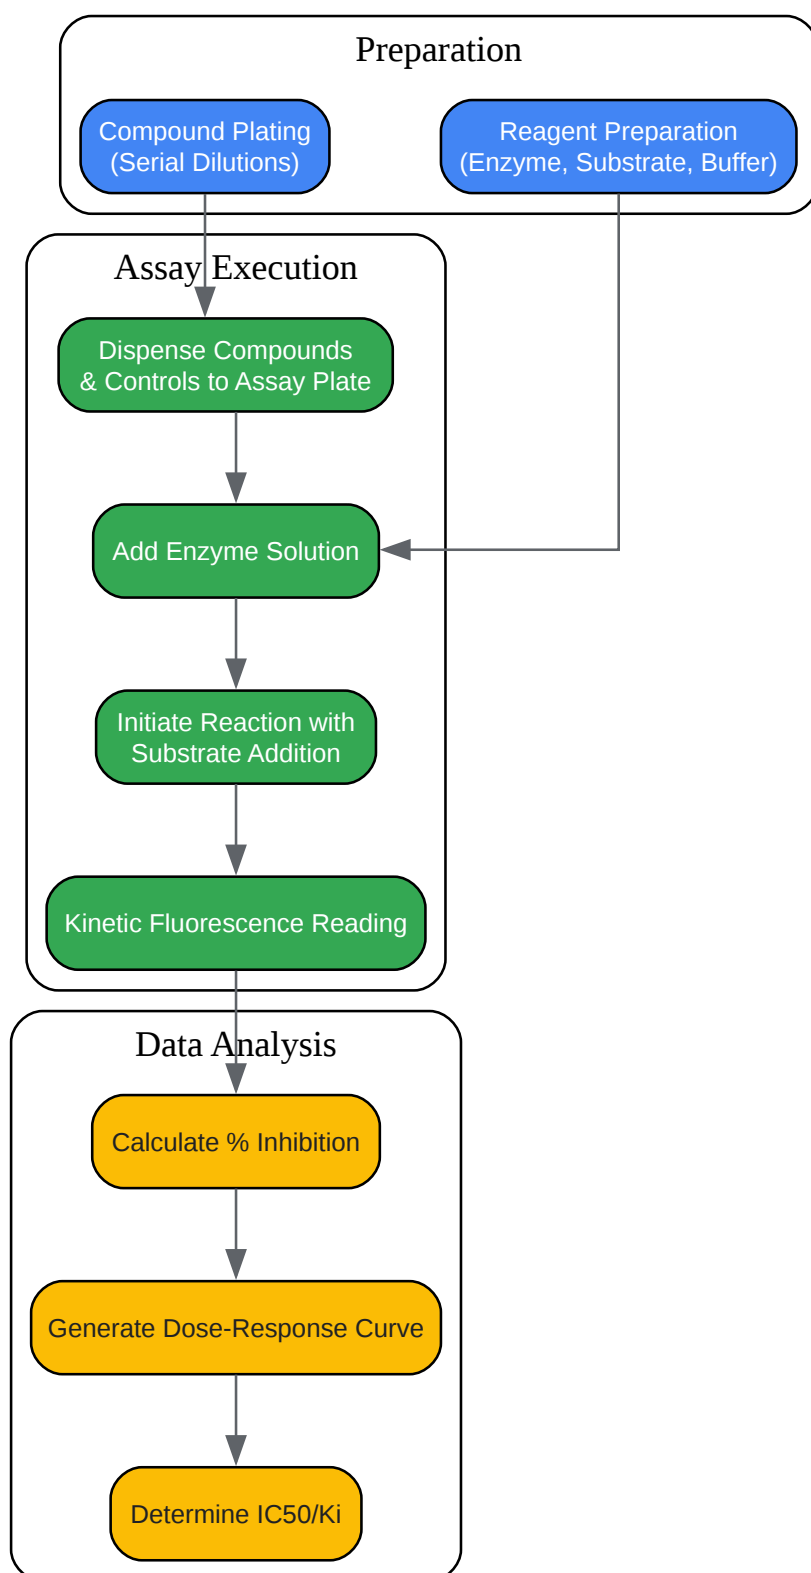 Preparation
Compound Plating
(Serial Dilutions)
Reagent Preparation
(Enzyme, Substrate, Buffer)
Assay Execution
Dispense Compounds
& Controls to Assay Plate
Add Enzyme Solution
Initiate Reaction with
Substrate Addition
Kinetic Fluorescence Reading
Data Analysis
Calculate % Inhibition
Generate Dose-Response Curve
Determine IC50/Ki